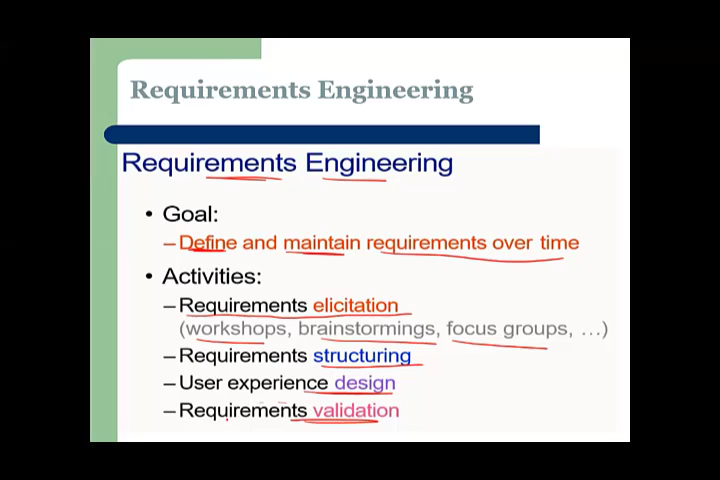 Requirements Engineering
Requirements Engineering
• Goal:
–Define and maintain requirements over time
• Activities:
–Requirements elicitation
(workshops, brainstormings, focus groups, …)
–Requirements structuring
–User experience design
–Requirements validation